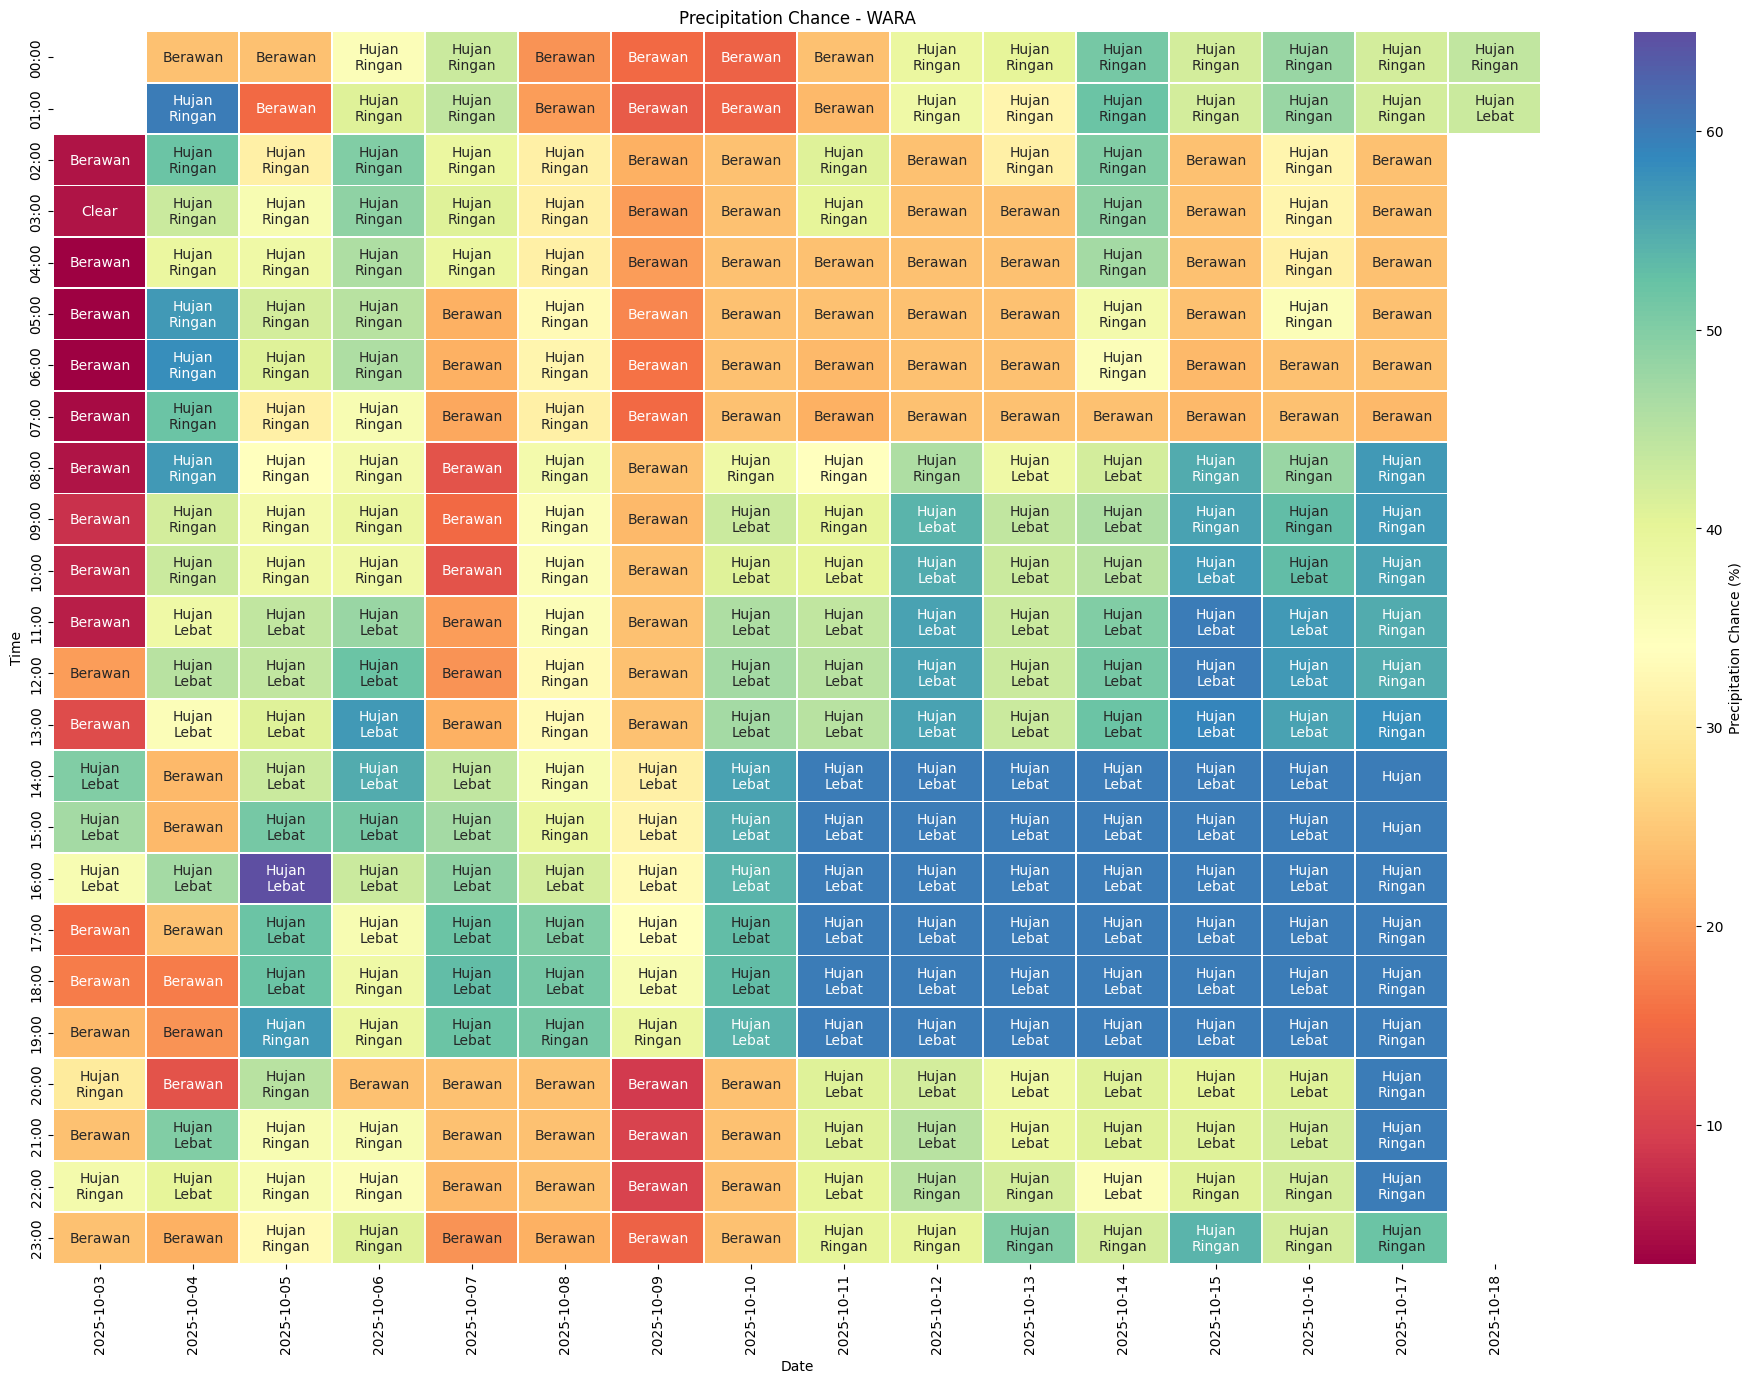 Precipitation Chance - WARA
Time
00:00 Berawan Berawan Hujan Ringan Hujan Ringan Berawan Berawan Berawan Berawan Hujan Ringan Hujan Ringan Hujan Ringan Hujan Ringan Hujan Ringan Hujan Ringan Hujan Ringan
01:00 Hujan Ringan Berawan Hujan Ringan Hujan Ringan Berawan Berawan Berawan Berawan Hujan Ringan Hujan Ringan Hujan Ringan Hujan Ringan Hujan Ringan Hujan Ringan Hujan Lebat
02:00 Berawan Hujan Ringan Hujan Ringan Hujan Ringan Hujan Ringan Hujan Ringan Berawan Berawan Hujan Ringan Berawan Hujan Ringan Hujan Ringan Berawan Hujan Ringan Berawan
03:00 Clear Hujan Ringan Hujan Ringan Hujan Ringan Hujan Ringan Hujan Ringan Berawan Berawan Hujan Ringan Berawan Berawan Hujan Ringan Berawan Hujan Ringan Berawan
04:00 Berawan Hujan Ringan Hujan Ringan Hujan Ringan Hujan Ringan Hujan Ringan Berawan Berawan Berawan Berawan Berawan Hujan Ringan Berawan Hujan Ringan Berawan
05:00 Berawan Hujan Ringan Hujan Ringan Hujan Ringan Berawan Hujan Ringan Berawan Berawan Berawan Berawan Berawan Hujan Ringan Berawan Hujan Ringan Berawan
06:00 Berawan Hujan Ringan Hujan Ringan Hujan Ringan Berawan Hujan Ringan Berawan Berawan Berawan Berawan Berawan Hujan Ringan Berawan Berawan Berawan
07:00 Berawan Hujan Ringan Hujan Ringan Hujan Ringan Berawan Hujan Ringan Berawan Berawan Berawan Berawan Berawan Berawan Berawan Berawan Berawan
08:00 Berawan Hujan Ringan Hujan Ringan Hujan Ringan Berawan Hujan Ringan Berawan Hujan Ringan Hujan Ringan Hujan Ringan Hujan Lebat Hujan Lebat Hujan Ringan Hujan Ringan Hujan Ringan
09:00 Berawan Hujan Ringan Hujan Ringan Hujan Ringan Berawan Hujan Ringan Berawan Hujan Lebat Hujan Ringan Hujan Lebat Hujan Lebat Hujan Lebat Hujan Ringan Hujan Ringan Hujan Ringan
10:00 Berawan Hujan Ringan Hujan Ringan Hujan Ringan Berawan Hujan Ringan Berawan Hujan Lebat Hujan Lebat Hujan Lebat Hujan Lebat Hujan Lebat Hujan Lebat Hujan Lebat Hujan Ringan
11:00 Berawan Hujan Lebat Hujan Lebat Hujan Lebat Berawan Hujan Ringan Berawan Hujan Lebat Hujan Lebat Hujan Lebat Hujan Lebat Hujan Lebat Hujan Lebat Hujan Lebat Hujan Ringan
12:00 Berawan Hujan Lebat Hujan Lebat Hujan Lebat Berawan Hujan Ringan Berawan Hujan Lebat Hujan Lebat Hujan Lebat Hujan Lebat Hujan Lebat Hujan Lebat Hujan Lebat Hujan Ringan
13:00 Berawan Hujan Lebat Hujan Lebat Hujan Lebat Berawan Hujan Ringan Berawan Hujan Lebat Hujan Lebat Hujan Lebat Hujan Lebat Hujan Lebat Hujan Lebat Hujan Lebat Hujan Ringan
14:00 Hujan Lebat Berawan Hujan Lebat Hujan Lebat Hujan Lebat Hujan Ringan Hujan Lebat Hujan Lebat Hujan Lebat Hujan Lebat Hujan Lebat Hujan Lebat Hujan Lebat Hujan Lebat Hujan
15:00 Hujan Lebat Berawan Hujan Lebat Hujan Lebat Hujan Lebat Hujan Ringan Hujan Lebat Hujan Lebat Hujan Lebat Hujan Lebat Hujan Lebat Hujan Lebat Hujan Lebat Hujan Lebat Hujan
16:00 Hujan Lebat Hujan Lebat Hujan Lebat Hujan Lebat Hujan Lebat Hujan Lebat Hujan Lebat Hujan Lebat Hujan Lebat Hujan Lebat Hujan Lebat Hujan Lebat Hujan Lebat Hujan Lebat Hujan Ringan
17:00 Berawan Berawan Hujan Lebat Hujan Lebat Hujan Lebat Hujan Lebat Hujan Lebat Hujan Lebat Hujan Lebat Hujan Lebat Hujan Lebat Hujan Lebat Hujan Lebat Hujan Lebat Hujan Ringan
18:00 Berawan Berawan Hujan Lebat Hujan Ringan Hujan Lebat Hujan Lebat Hujan Lebat Hujan Lebat Hujan Lebat Hujan Lebat Hujan Lebat Hujan Lebat Hujan Lebat Hujan Lebat Hujan Ringan
19:00 Berawan Berawan Hujan Ringan Hujan Ringan Hujan Lebat Hujan Ringan Hujan Ringan Hujan Lebat Hujan Lebat Hujan Lebat Hujan Lebat Hujan Lebat Hujan Lebat Hujan Lebat Hujan Ringan
20:00 Hujan Ringan Berawan Hujan Ringan Berawan Berawan Berawan Berawan Berawan Hujan Lebat Hujan Lebat Hujan Lebat Hujan Lebat Hujan Lebat Hujan Lebat Hujan Ringan
21:00 Berawan Hujan Lebat Hujan Ringan Hujan Ringan Berawan Berawan Berawan Berawan Hujan Lebat Hujan Lebat Hujan Lebat Hujan Lebat Hujan Lebat Hujan Lebat Hujan Ringan
22:00 Hujan Ringan Hujan Lebat Hujan Ringan Hujan Ringan Berawan Berawan Berawan Berawan Hujan Lebat Hujan Ringan Hujan Ringan Hujan Lebat Hujan Ringan Hujan Ringan Hujan Ringan
23:00 Berawan Berawan Hujan Ringan Hujan Ringan Berawan Berawan Berawan Berawan Hujan Ringan Hujan Ringan Hujan Ringan Hujan Ringan Hujan Ringan Hujan Ringan Hujan Ringan
2025-10-03 2025-10-04 2025-10-05 2025-10-06 2025-10-07 2025-10-08 2025-10-09 2025-10-10 2025-10-11 2025-10-12 2025-10-13 2025-10-14 2025-10-15 2025-10-16 2025-10-17 2025-10-18
Date
60
50
40
30
20
10
Precipitation Chance (%)